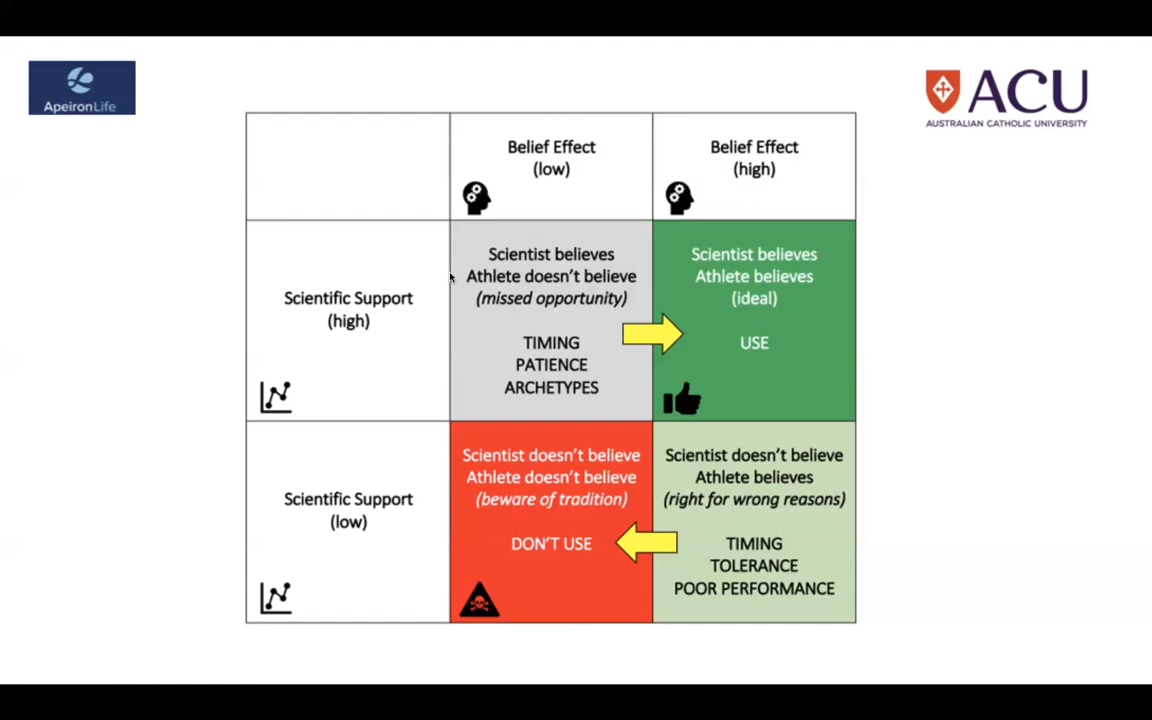 ApeironLife
ACU
AUSTRALIAN CATHOLIC UNIVERSITY
Belief Effect
(low)
Belief Effect
(high)
Scientific Support
(high)
Scientist believes
Athlete doesn't believe
(missed opportunity)
TIMING
PATIENCE
ARCHETYPES
Scientist believes
Athlete believes
(ideal)
USE
Scientific Support
(low)
Scientist doesn't believe
Athlete doesn't believe
(beware of tradition)
DON'T USE
Scientist doesn't believe
Athlete believes
(right for wrong reasons)
TIMING
TOLERANCE
POOR PERFORMANCE